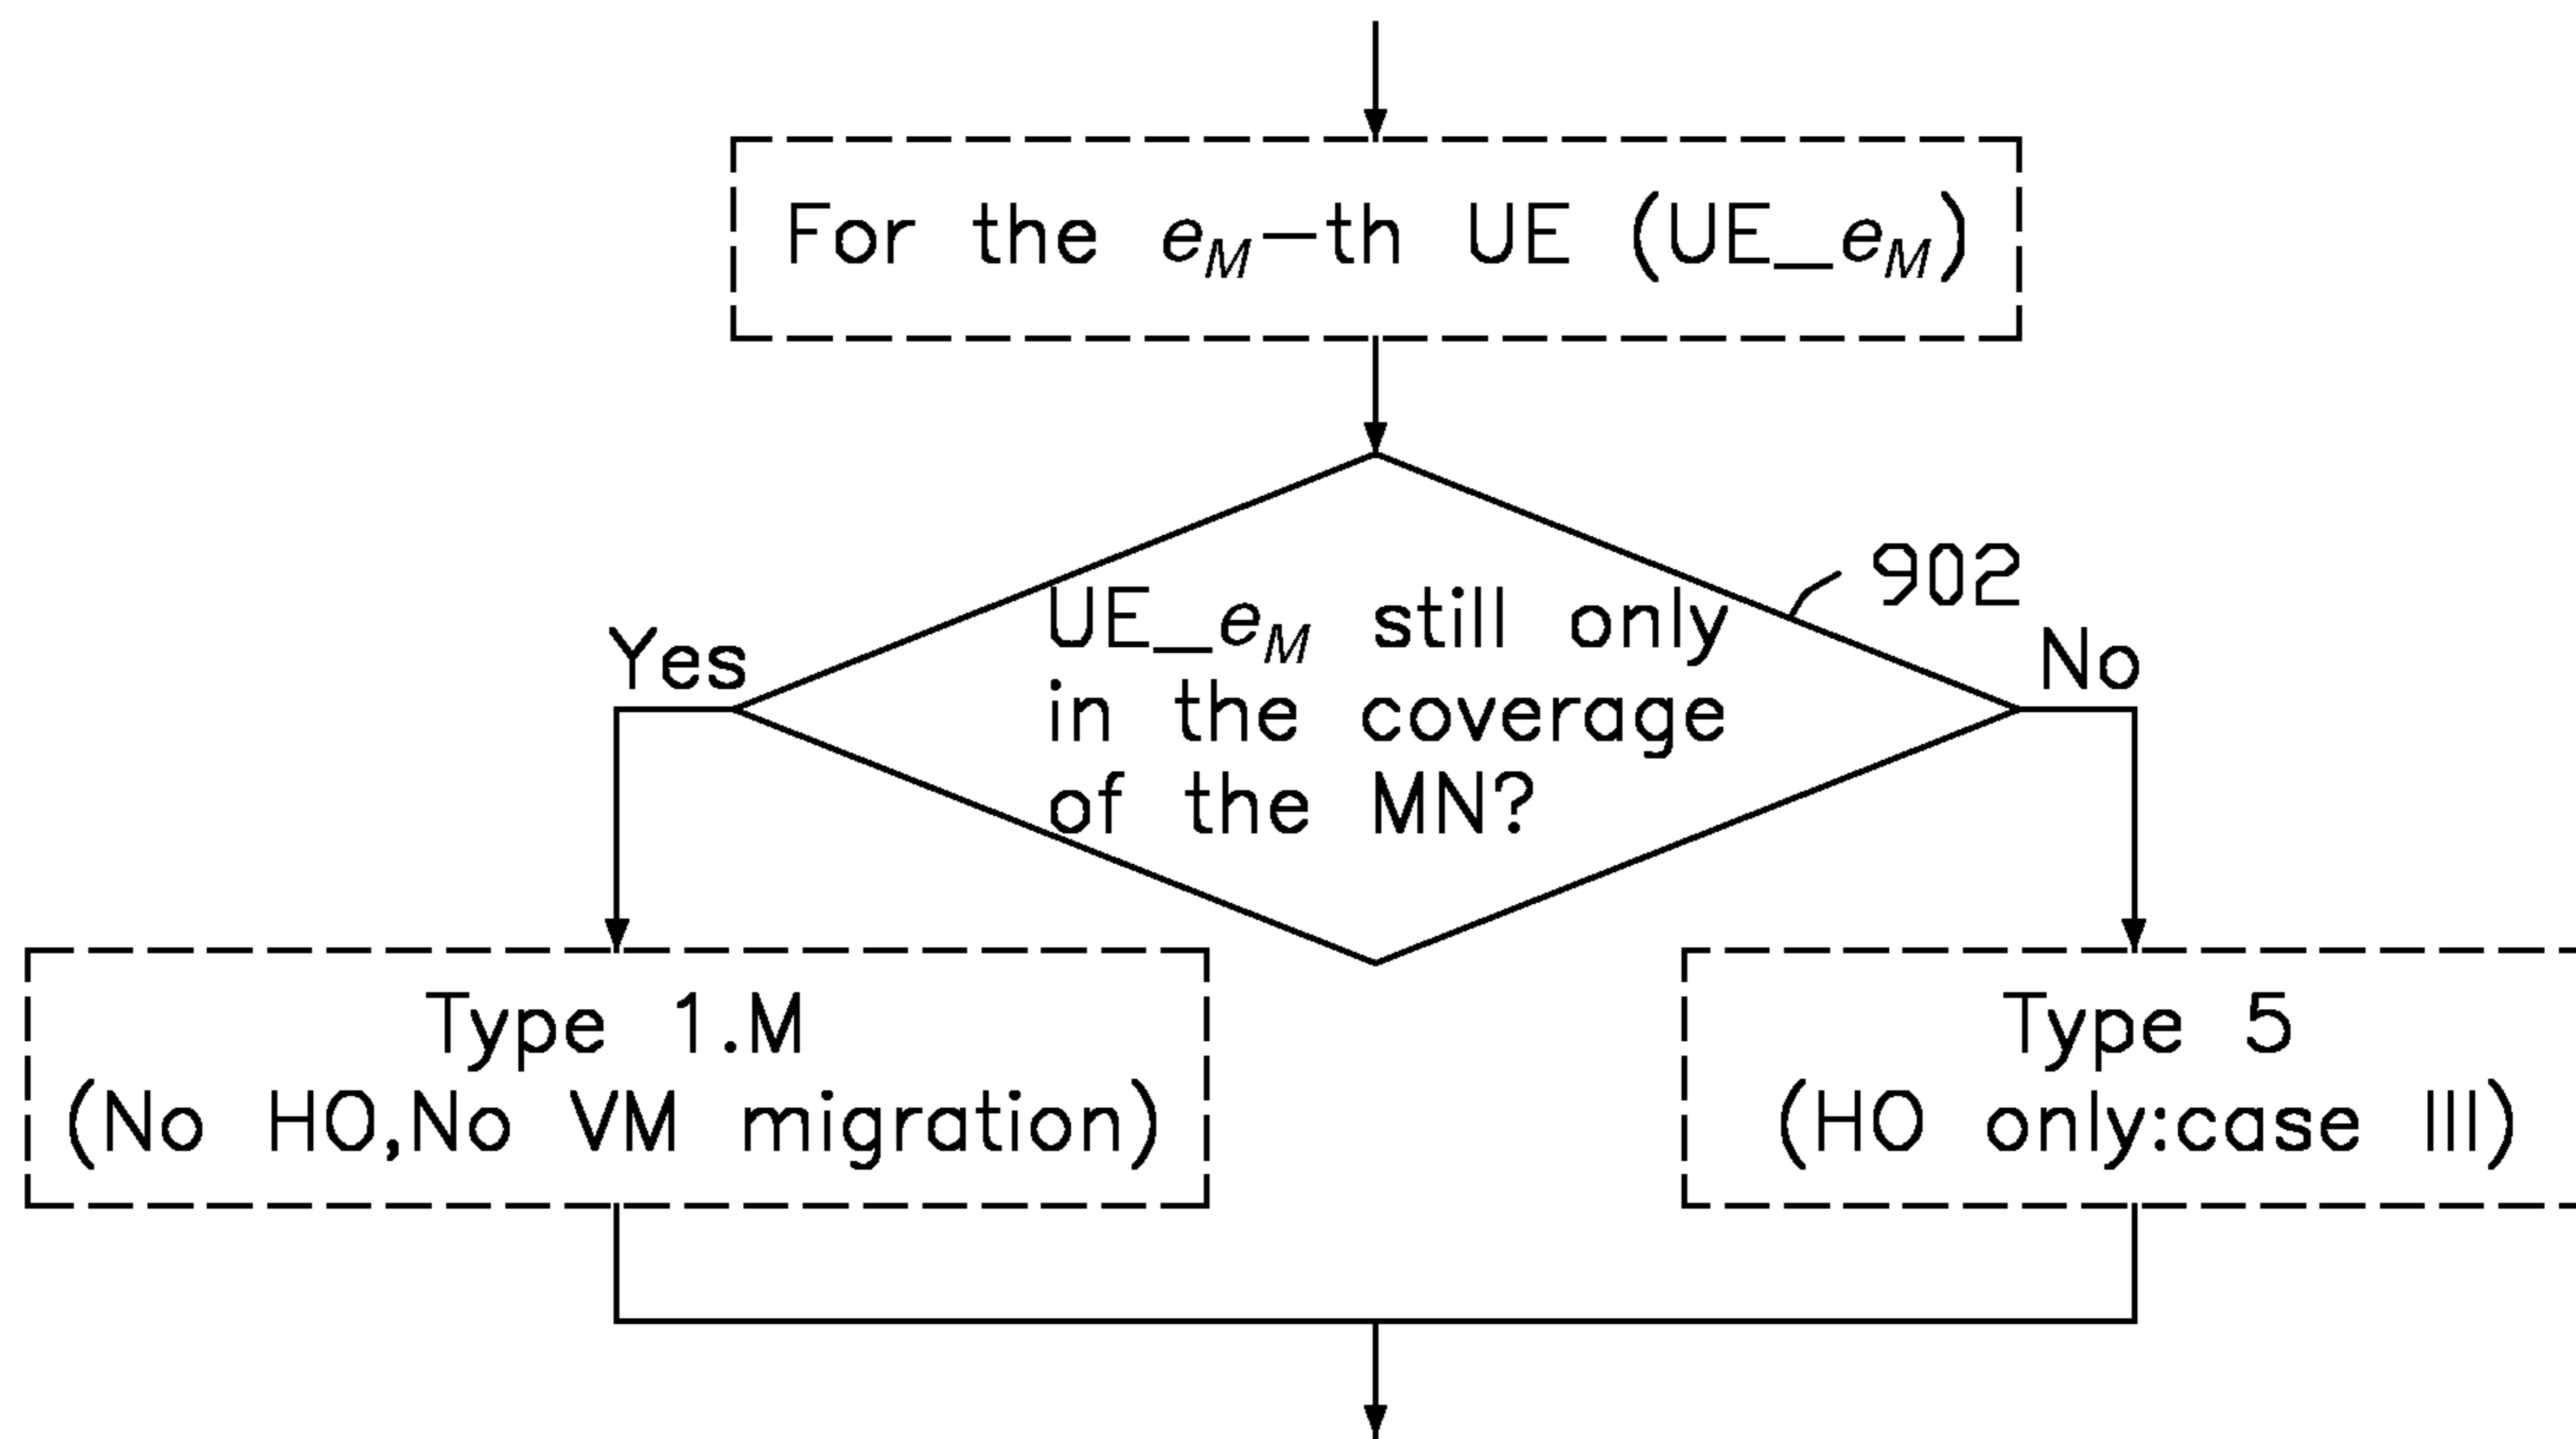 For the e_M-th UE (UE_e_M)
902
UE_e_M still only
in the coverage
of the MN?
Yes
No
Type 1.M
(No HO,No VM migration)
Type 5
(HO only:case III)